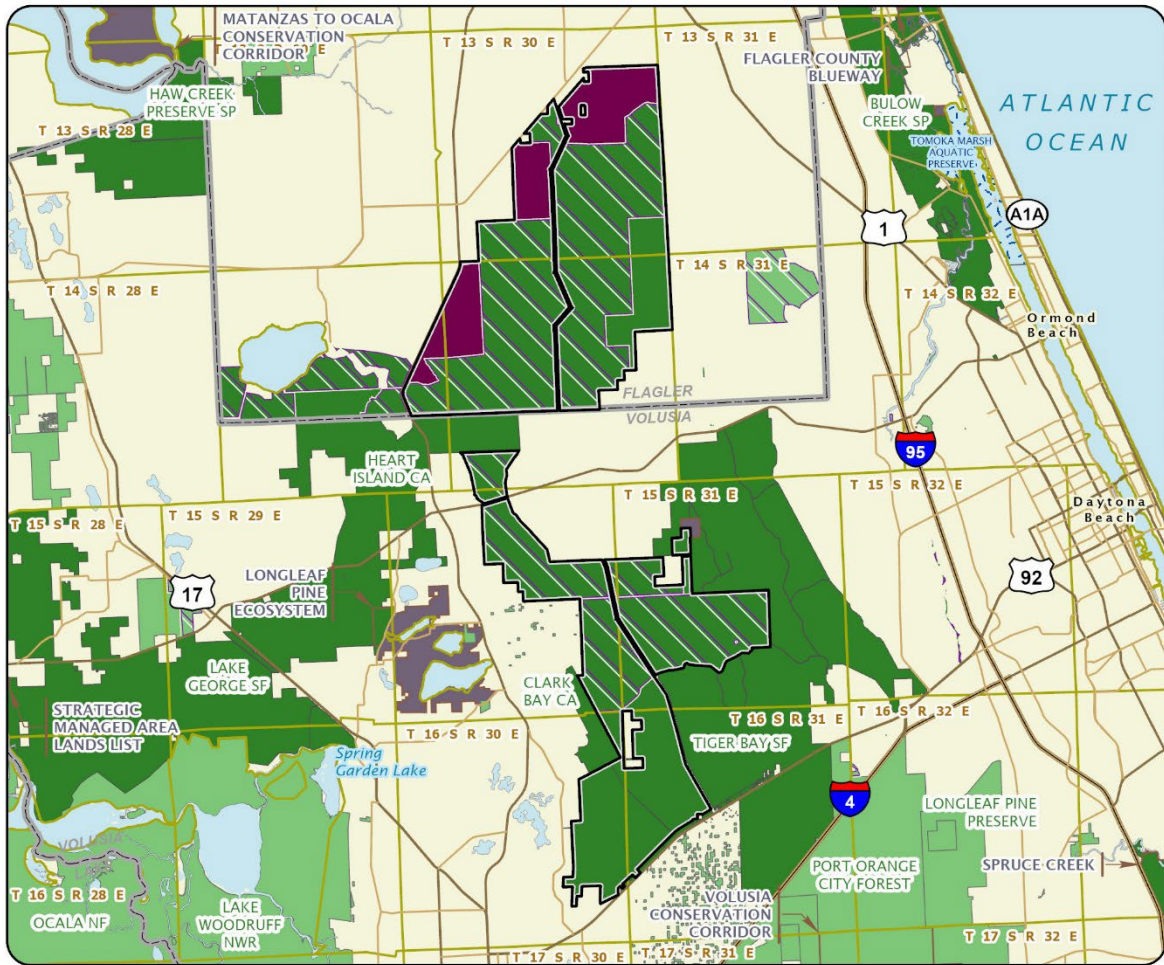 MATANZAS TO OCALA
CONSERVATION
CORRIDOR
T 13 S R 30 E
T 13 S R 31 E
FLAGLER COUNTY
BLUEWAY
HAW CREEK
PRESERVE SP
T 13 S R 28 E
BULOW
CREEK SP
ATLANTIC
OCEAN
TOMOKA MARSH
AQUATIC
PRESERVE
A1A
1
T 14 S R 28 E
T 14 S R 31 E
T 14 S R 32 E
Ormond
Beach
FLAGLER
VOLUSIA
HEART
ISLAND CA
95
T 15 S R 28 E
T 15 S R 29 E
T 15 S R 31 E
T 15 S R 32 E
Daytona
Beach
17
LONGLEAF
PINE
ECOSYSTEM
92
LAKE
GEORGE SF
CLARK
BAY CA
STRATEGIC
MANAGED AREA
LANDS LIST
T 16 S R 30 E
T 16 S R 31 E
T 16 S R 32 E
TIGER BAY SF
Spring
Garden Lake
4
LONGLEAF PINE
PRESERVE
VOLUSIA
LAKE
T 16 S R 28 E
OCALA NF
LAKE
WOODRUFF
NWR
PORT ORANGE
CITY FOREST
SPRUCE CREEK
VOLUSIA
CONSERVATION
CORRIDOR
T 17 S R 30 E
T 17 S R 31 E
T 17 S R 32 E